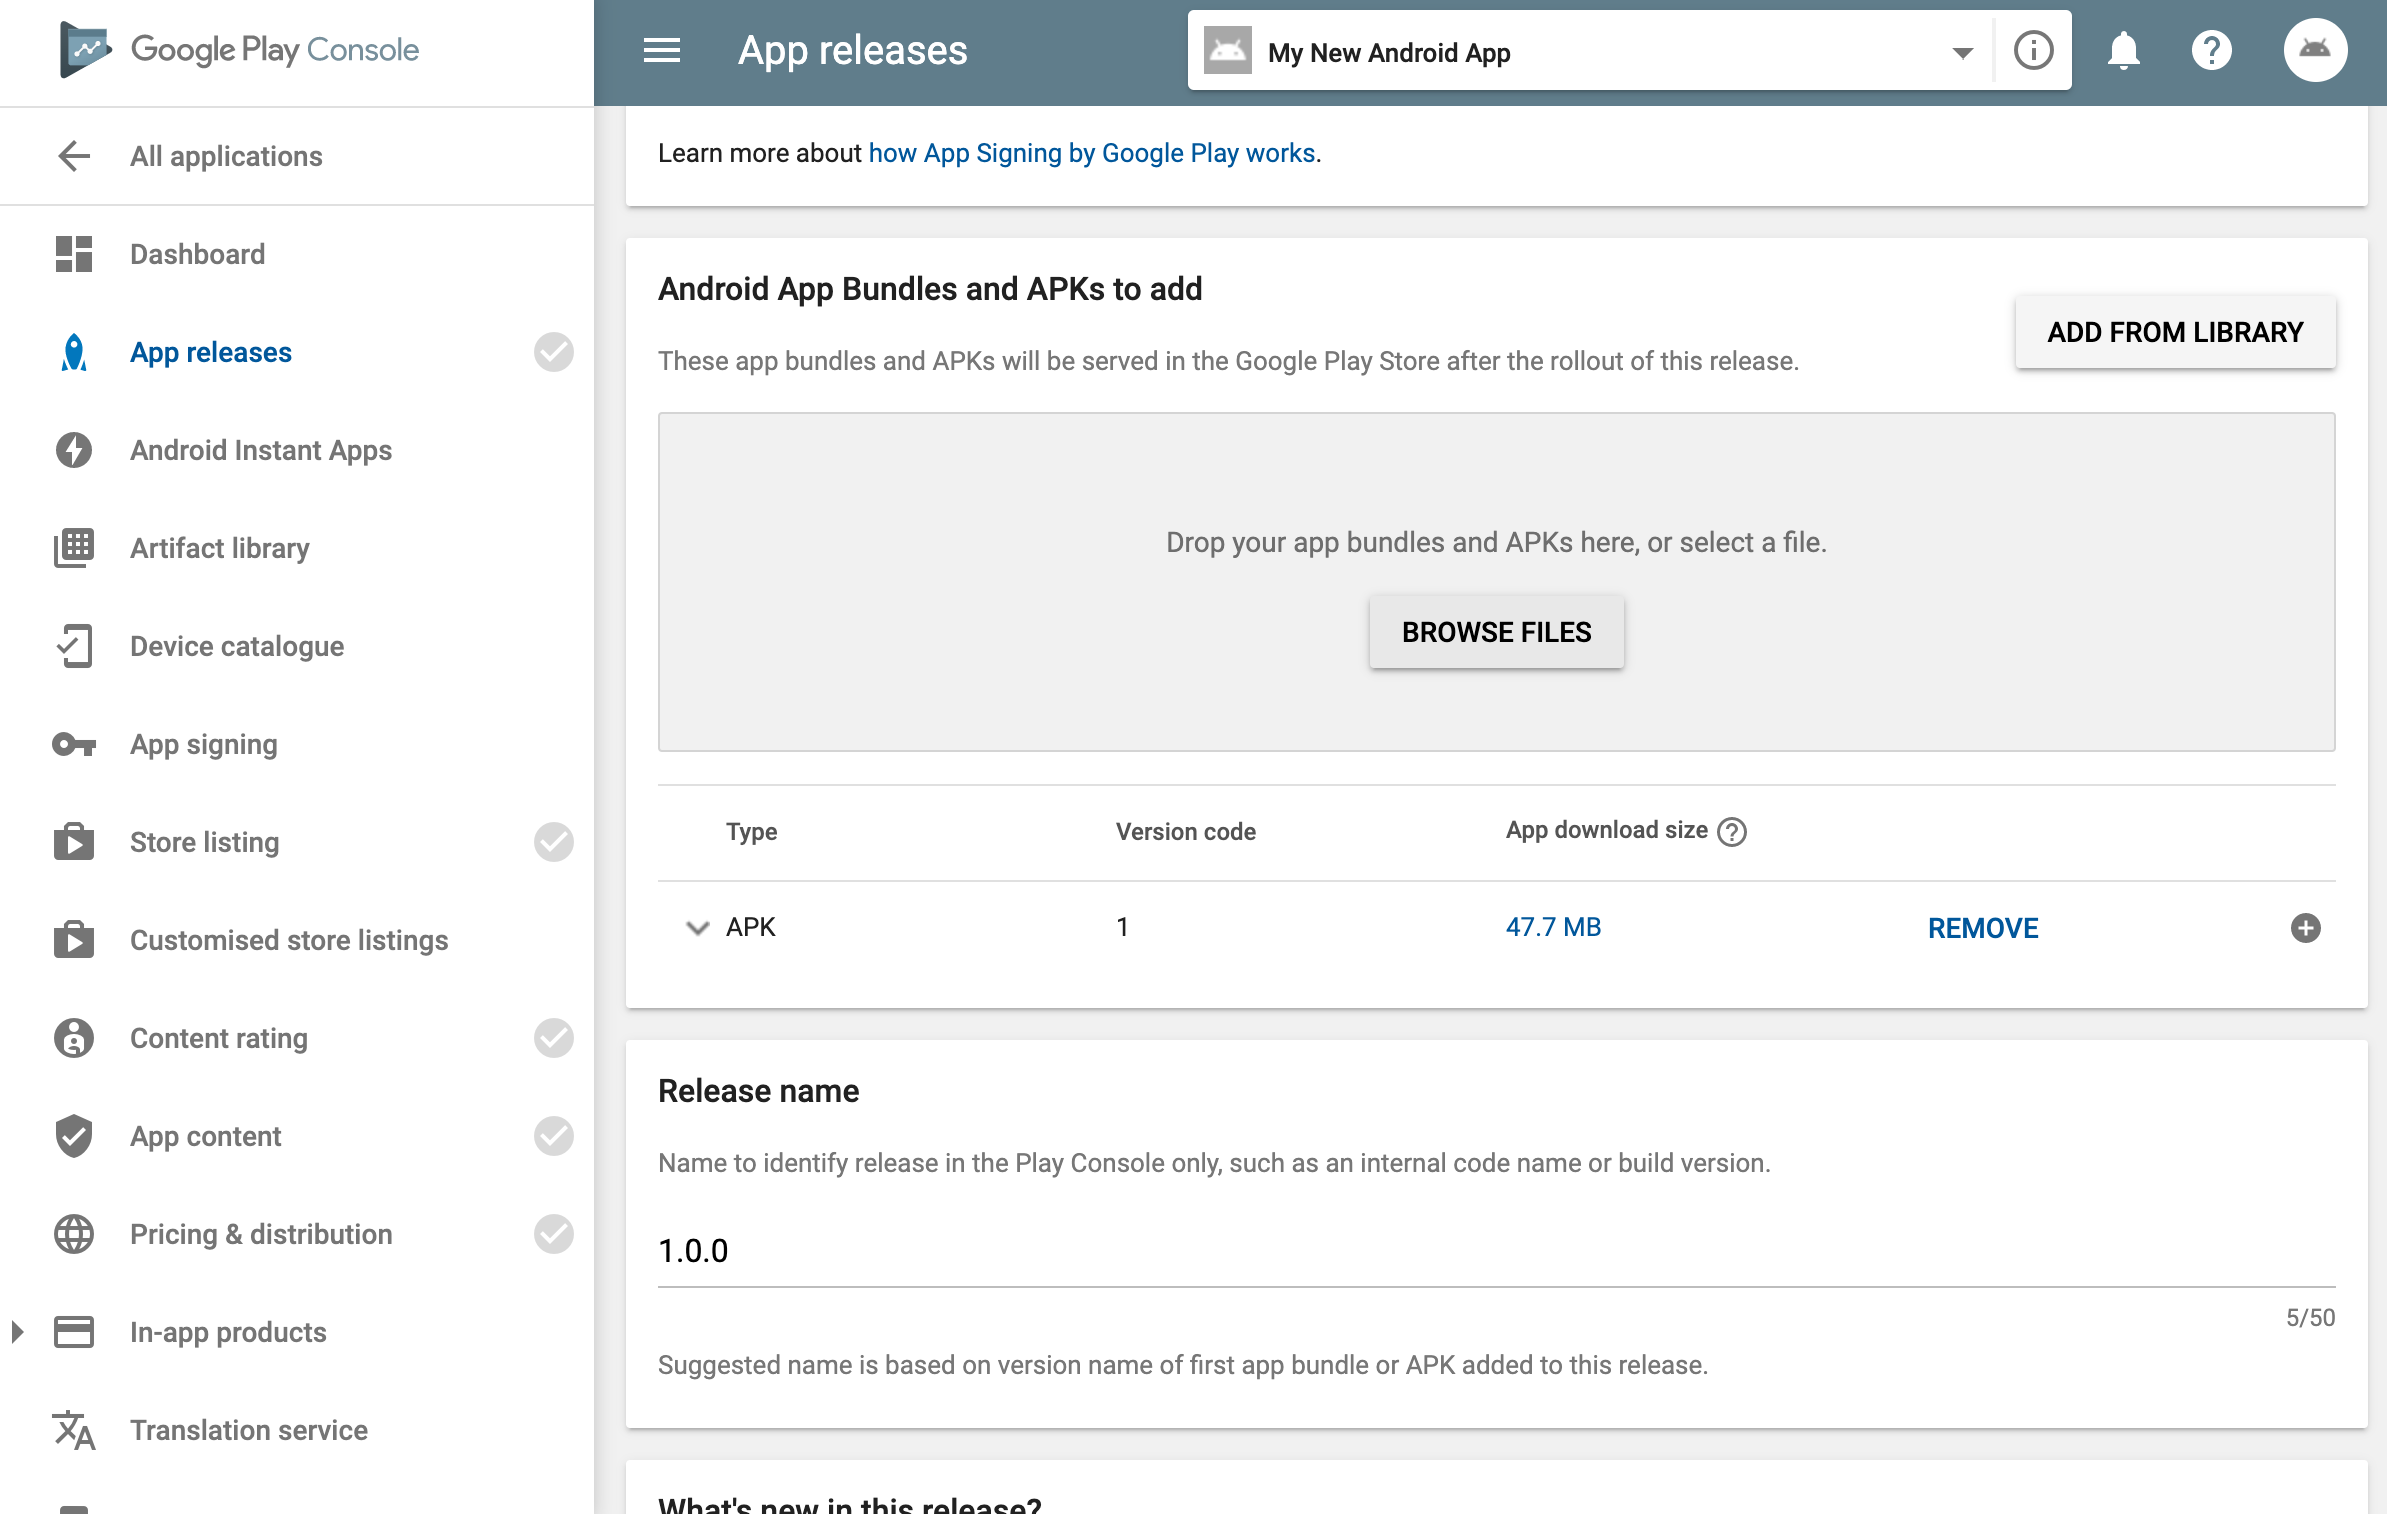 Google Play Console
App releases
My New Android App
All applications
Dashboard
App releases
Android Instant Apps
Artifact library
Device catalogue
App signing
Store listing
Customised store listings
Content rating
App content
Pricing & distribution
In-app products
Translation service
Learn more about how App Signing by Google Play works.
Android App Bundles and APKs to add
ADD FROM LIBRARY
These app bundles and APKs will be served in the Google Play Store after the rollout of this release.
Drop your app bundles and APKs here, or select a file.
BROWSE FILES
Type Version code App download size
APK 1 47.7 MB REMOVE
Release name
Name to identify release in the Play Console only, such as an internal code name or build version.
1.0.0
5/50
Suggested name is based on version name of first app bundle or APK added to this release.
What's new in this release?